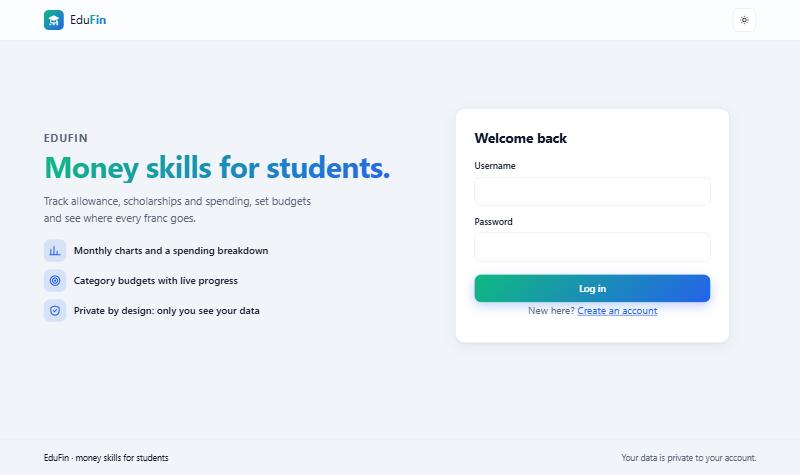 EduFin
EDUFIN
Money skills for students.
Track allowance, scholarships and spending, set budgets
and see where every franc goes.
Monthly charts and a spending breakdown
Category budgets with live progress
Private by design: only you see your data
Welcome back
Username
Password
Log in
New here? Create an account
EduFin · money skills for students
Your data is private to your account.